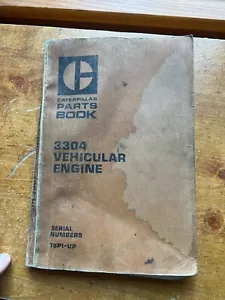 CATERPILLAR
PARTS
BOOK
3304
VEHICULAR
ENGINE
SERIAL
NUMBERS
78P1-UP